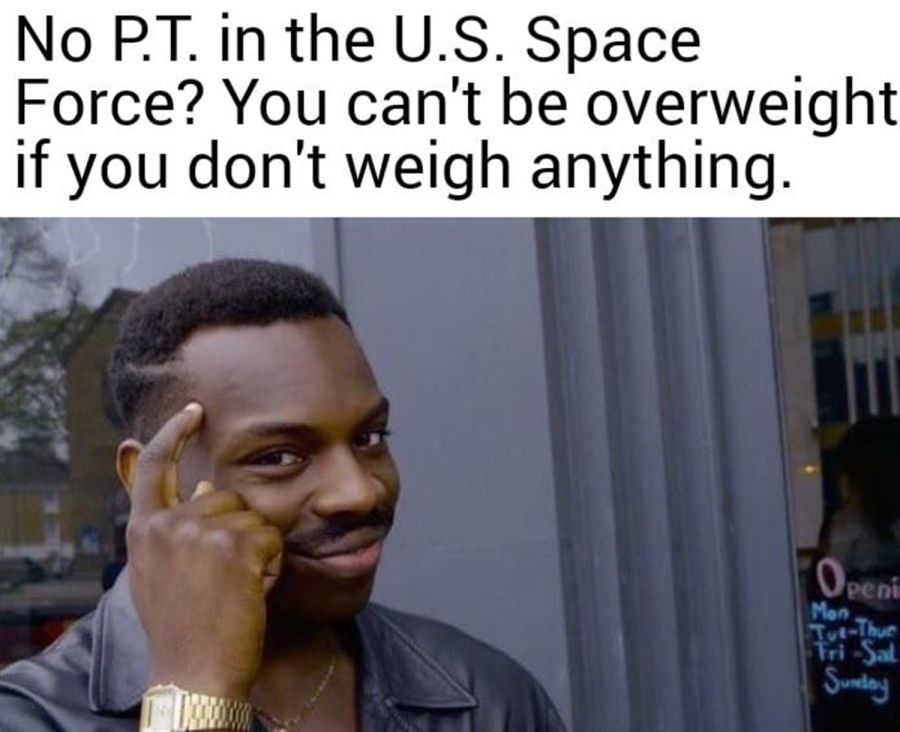 No P.T. in the U.S. Space
Force? You can't be overweight
if you don't weigh anything.
Openi
Mon
Tue-Thur
Fri-Sat
Sunday